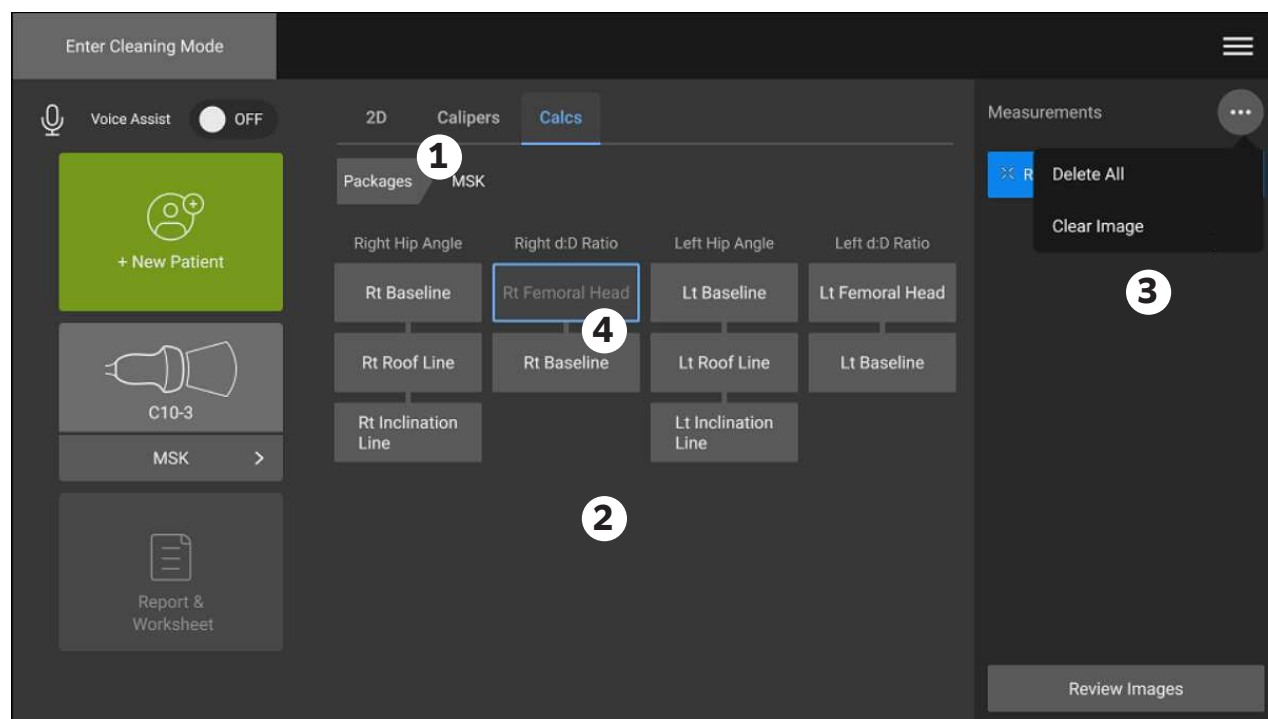 Enter Cleaning Mode
Voice Assist OFF
+ New Patient
C10-3
MSK
Report &
Worksheet
2D Calipers Calcs
1
Packages MSK
Right Hip Angle Right d:D Ratio Left Hip Angle Left d:D Ratio
Rt Baseline Rt Femoral Head Lt Baseline Lt Femoral Head
4
Rt Roof Line Rt Baseline Lt Roof Line Lt Baseline
Rt Inclination
Line
Lt Inclination
Line
2
Measurements
R
Delete All
Clear Image
3
Review Images